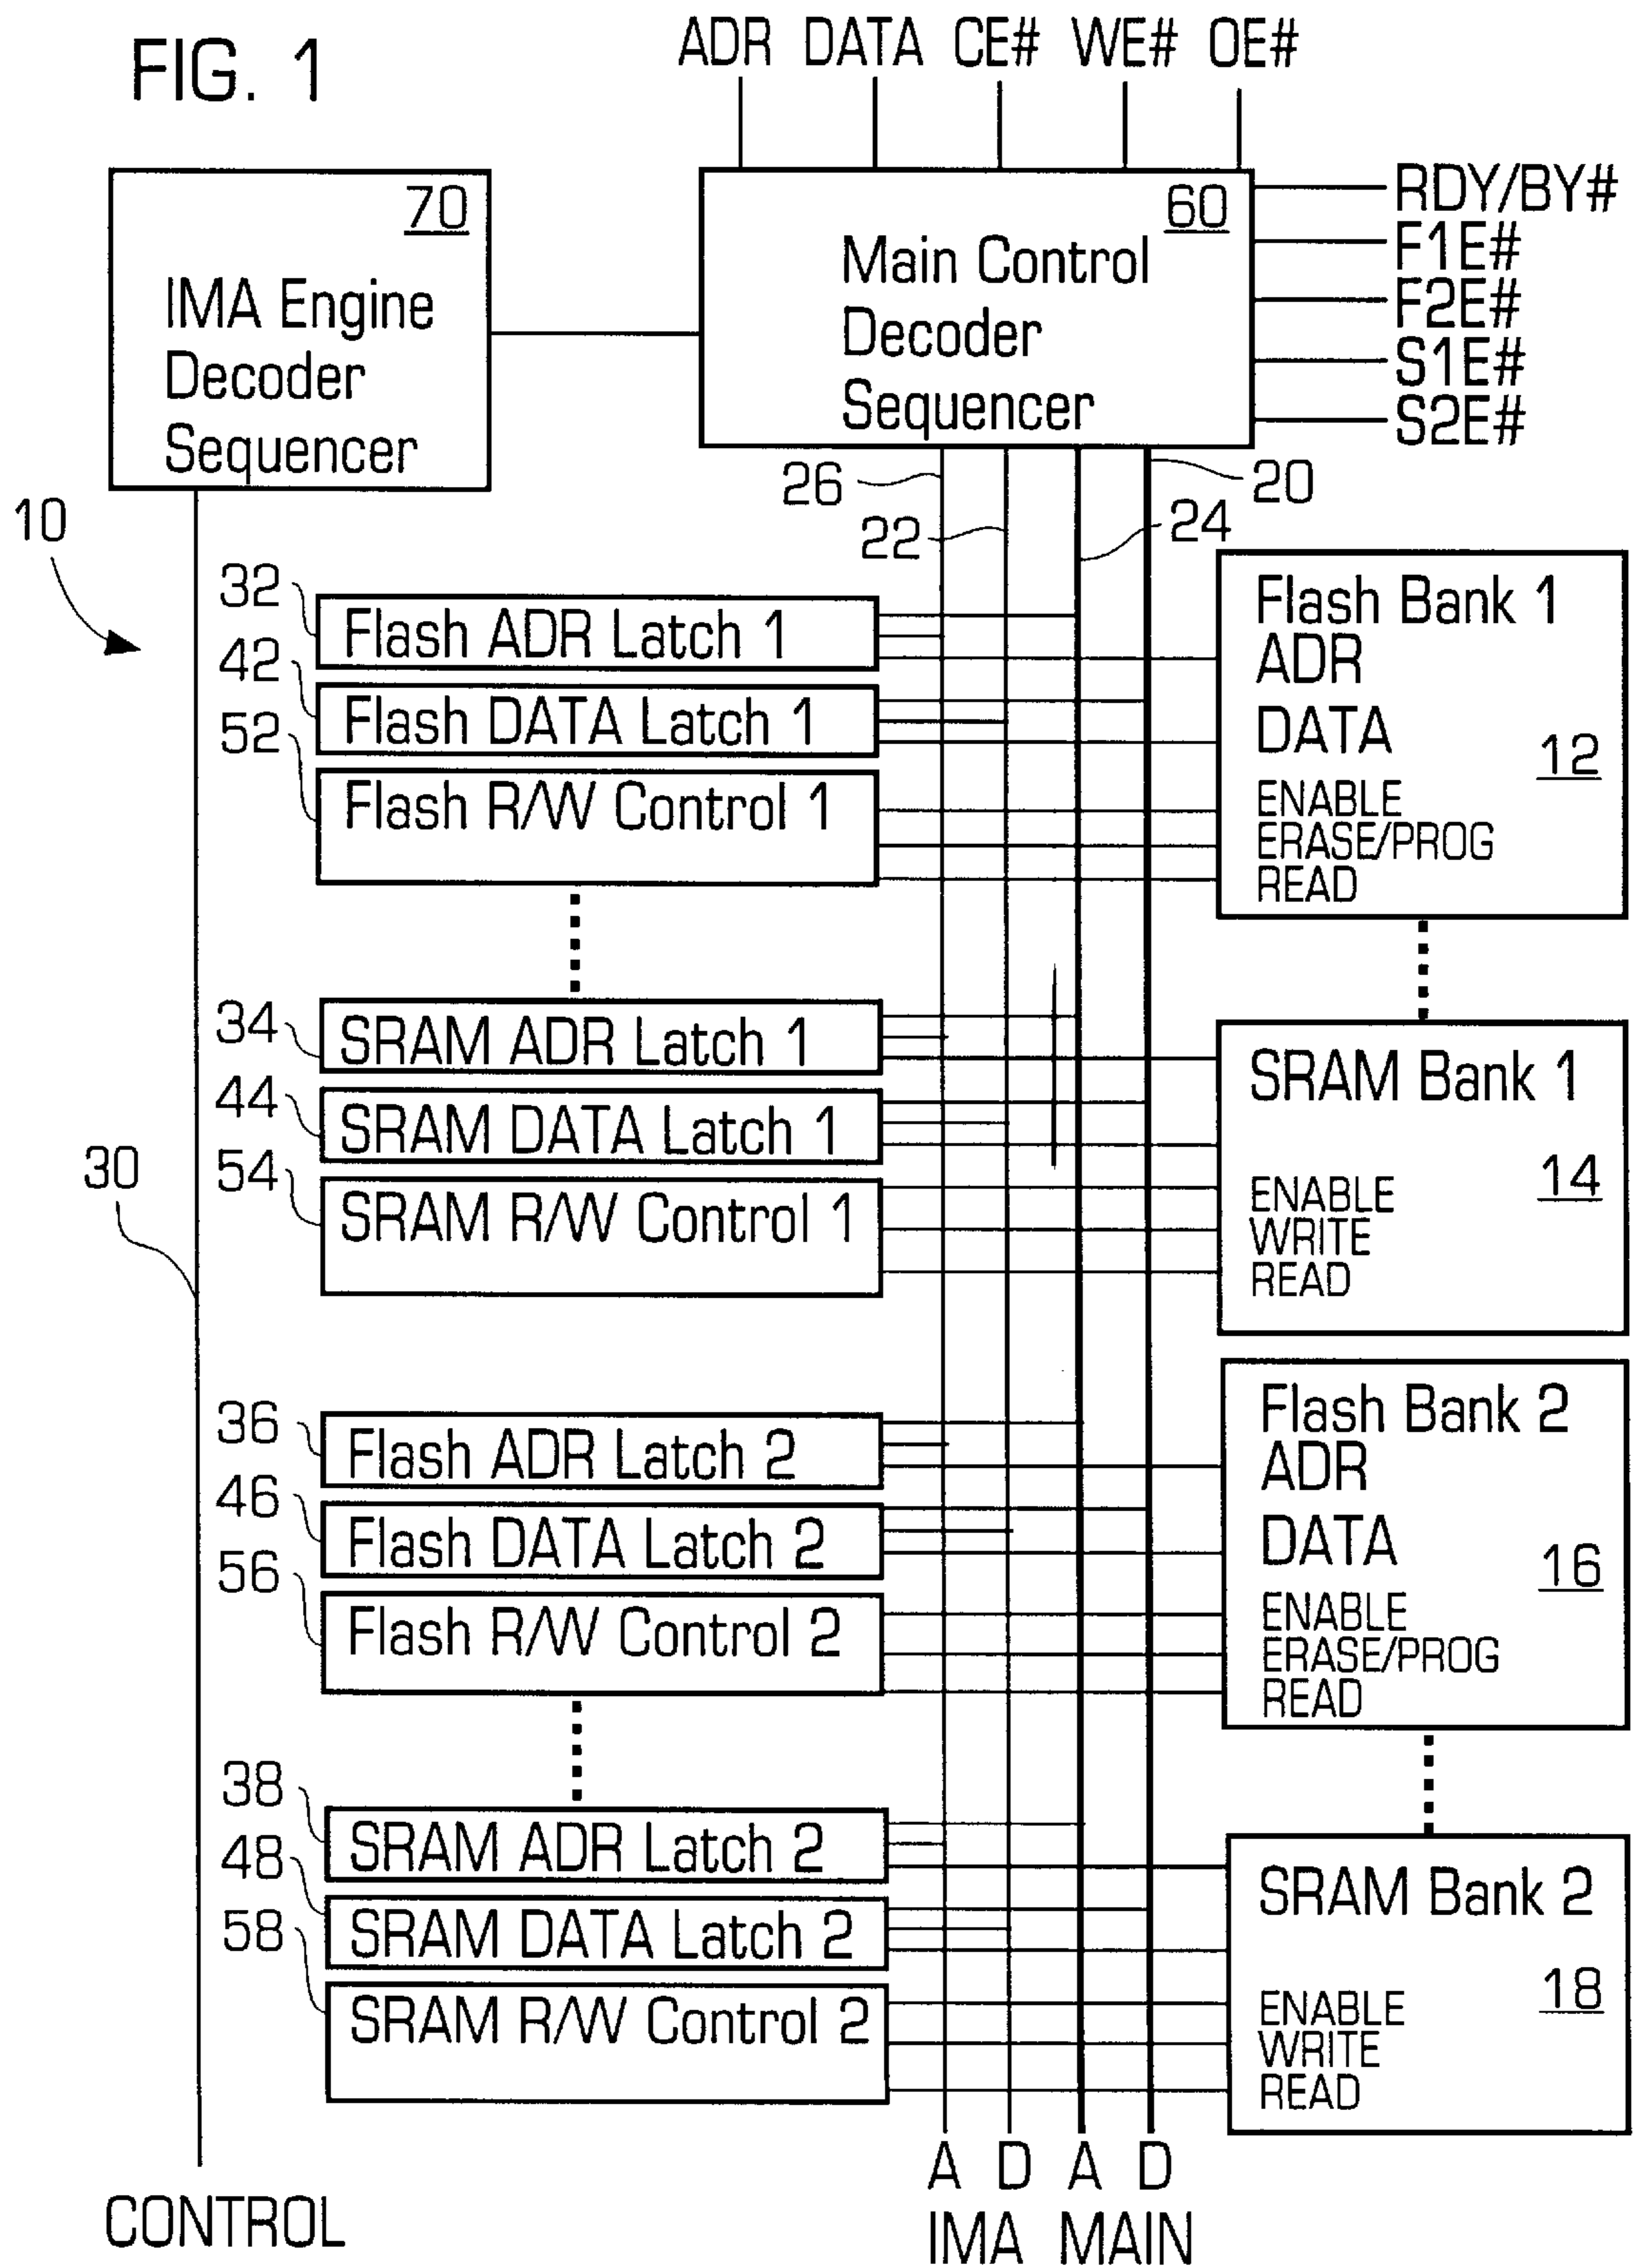 FIG. 1
ADR DATA CE# WE# OE#
70
IMA Engine
Decoder
Sequencer
60
Main Control
Decoder
Sequencer
RDY/BY#
F1E#
F2E#
S1E#
S2E#
26
22
20
24
10
32
Flash ADR Latch 1
42
Flash DATA Latch 1
52
Flash R/W Control 1
Flash Bank 1
ADR
DATA
12
ENABLE
ERASE/PROG
READ
34
SRAM ADR Latch 1
44
SRAM DATA Latch 1
54
SRAM R/W Control 1
30
SRAM Bank 1
14
ENABLE
WRITE
READ
36
Flash ADR Latch 2
46
Flash DATA Latch 2
56
Flash R/W Control 2
Flash Bank 2
ADR
DATA
16
ENABLE
ERASE/PROG
READ
38
SRAM ADR Latch 2
48
SRAM DATA Latch 2
58
SRAM R/W Control 2
SRAM Bank 2
18
ENABLE
WRITE
READ
A D A D
IMA MAIN
CONTROL